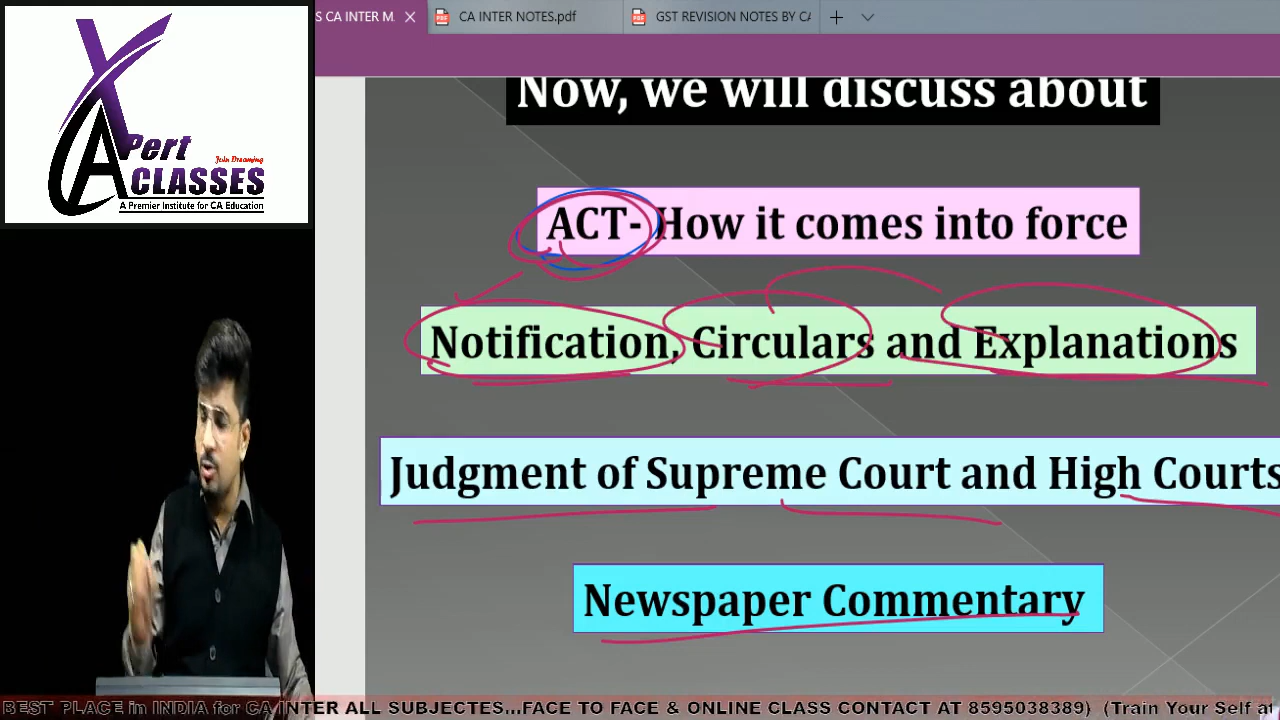 S CA INTER M.
CA INTER NOTES.pdf
GST REVISION NOTES BY CA
Pert
Join Dreaming
CLASSES
A Premier Institute for CA Education
Now, we will discuss about
ACT- How it comes into force
Notification, Circulars and Explanations
Judgment of Supreme Court and High Courts
Newspaper Commentary
BEST PLACE in INDIA for CA INTER ALL SUBJECTES...FACE TO FACE & ONLINE CLASS CONTACT AT 8595038389) (Train Your Self at